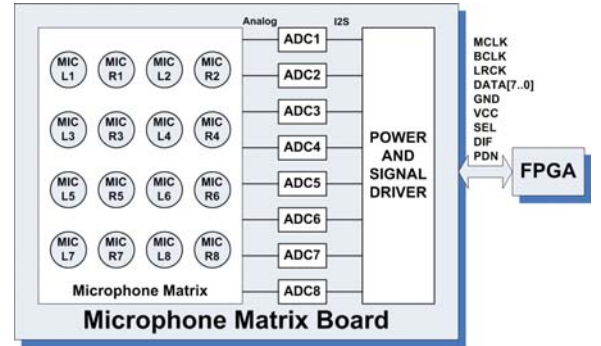 Analog I2S
MIC L1 MIC R1 MIC L2 MIC R2
MIC L3 MIC R3 MIC L4 MIC R4
MIC L5 MIC R5 MIC L6 MIC R6
MIC L7 MIC R7 MIC L8 MIC R8
Microphone Matrix
ADC1
ADC2
ADC3
ADC4
ADC5
ADC6
ADC7
ADC8
POWER
AND
SIGNAL
DRIVER
Microphone Matrix Board
MCLK
BCLK
LRCK
DATA[7..0]
GND
VCC
SEL
DIF
PDN
FPGA